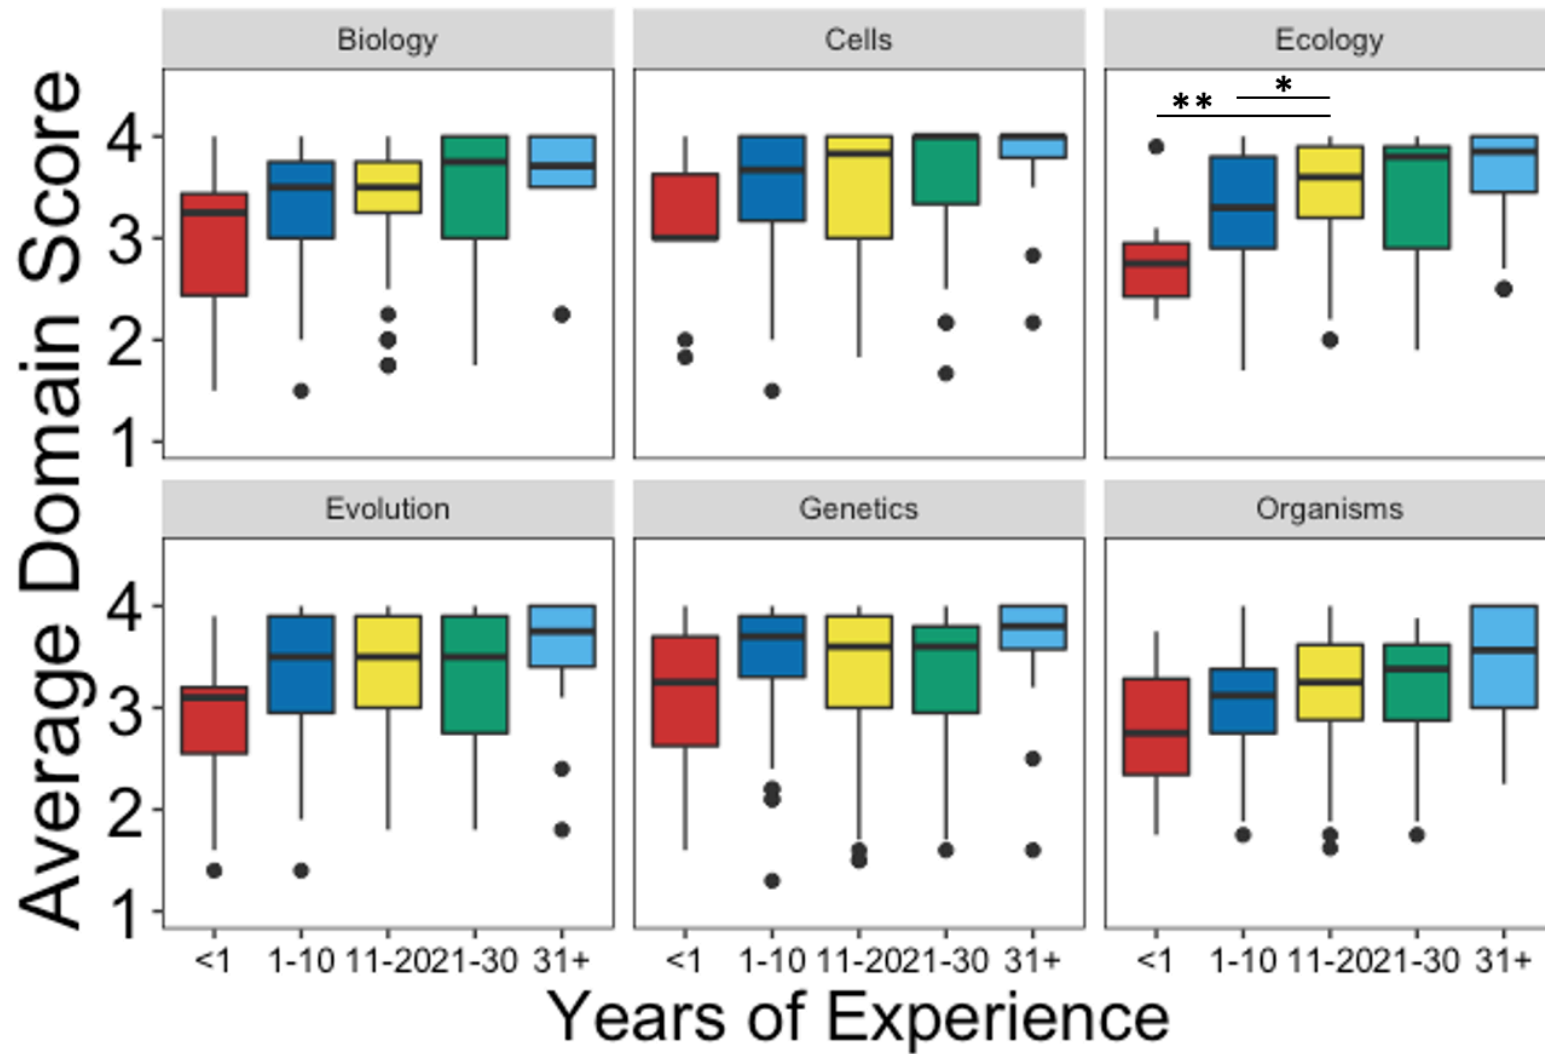 Biology Cells Ecology
* 
**
4
3
2
1
Evolution Genetics Organisms
4
3
2
1
<1 1-10 11-20 21-30 31+ <1 1-10 11-20 21-30 31+ <1 1-10 11-20 21-30 31+
Years of Experience
Average Domain Score